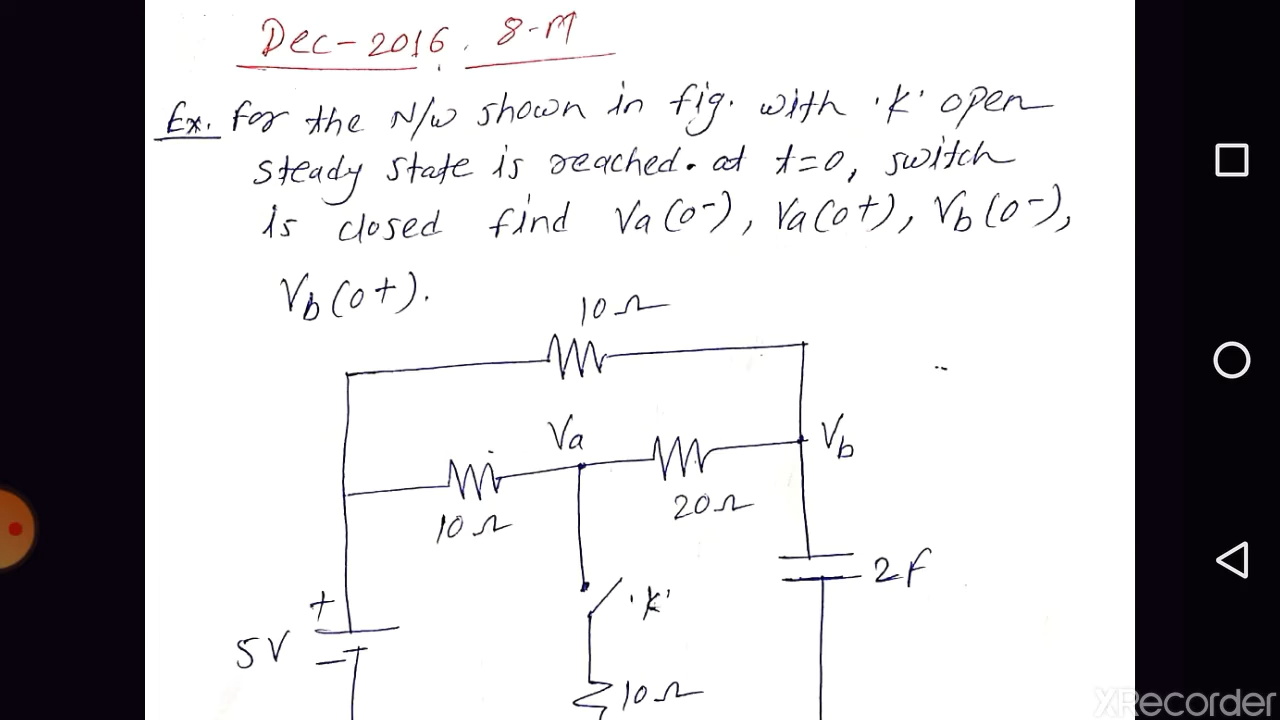 Dec-2016. 8-M
Ex. For the N/W shown in fig. with 'K' open
steady state is reached. at t=0, switch
is closed find Va(0-), Va(0+), Vb(0-),
Vb(0+).
10Ω
Va
Vb
10Ω
20Ω
2F
+
'K'
5V
-
10Ω
XRecorder